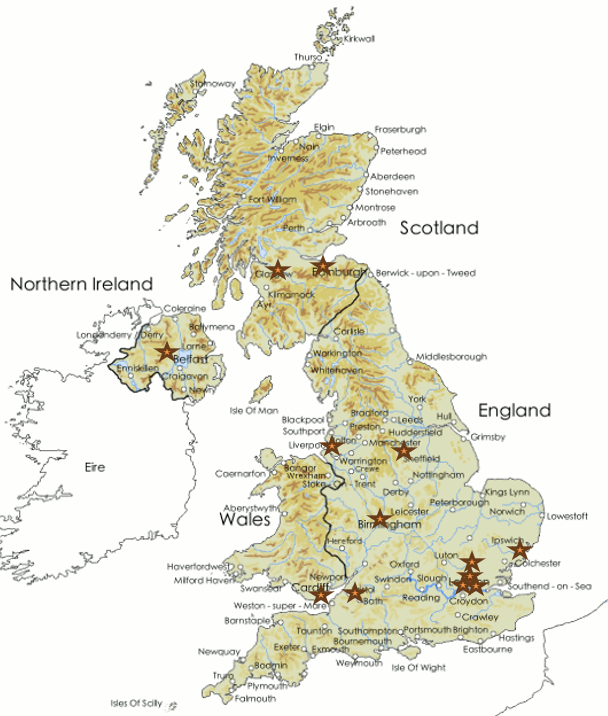 Kirkwall
Thurso
Stornoway
Elgin
Fraserburgh
Nairn
Peterhead
Inverness
Aberdeen
Stonehaven
Fort William
Montrose
Arbroath
Perth
Scotland
Glasgow
Edinburgh
Berwick - upon - Tweed
Northern Ireland
Kilmarnock
Ayr
Coleraine
Londonderry / Derry
Ballymena
Carlisle
Larne
Belfast
Workington
Middlesborough
Enniskillen
Craigavon
Whitehaven
Newry
York
Isle Of Man
England
Bradford
Blackpool
Preston
Leeds
Hull
Southport
Huddersfield
Grimsby
Liverpool
Bolton
Manchester
Sheffield
Eire
Warrington
Bangor
Crewe
Caernarfon
Wrexham
Nottingham
Stoke
- Trent
Derby
Kings Lynn
Peterborough
Aberystwyth
Leicester
Norwich
Lowestoft
Wales
Birmingham
Hereford
Ipswich
Luton
Colchester
Haverfordwest
Oxford
Milford Haven
Newport
Swindon
Slough
Southend - on - Sea
Swansea
Cardiff
Bath
Reading
Croydon
Weston - super - Mare
Crawley
Barnstaple
Taunton
Southampton
Portsmouth
Brighton
Hastings
Bournemouth
Eastbourne
Newquay
Exeter
Exmouth
Weymouth
Isle Of Wight
Bodmin
Truro
Plymouth
Falmouth
Isles Of Scilly